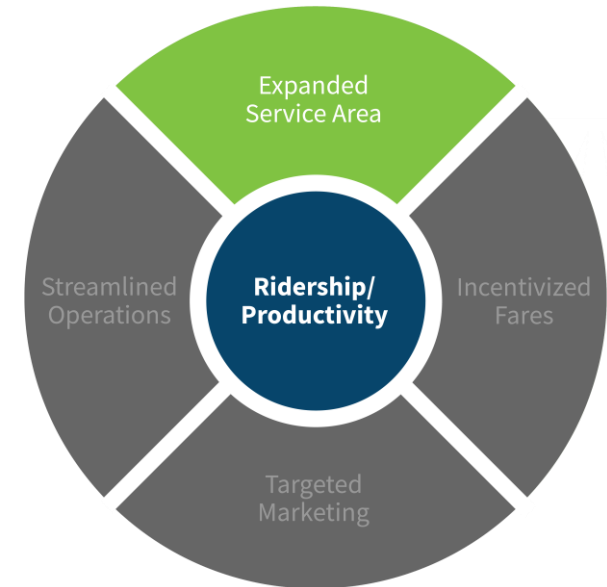 Expanded
Service Area
Streamlined
Operations
Ridership/
Productivity
Incentivized
Fares
Targeted
Marketing